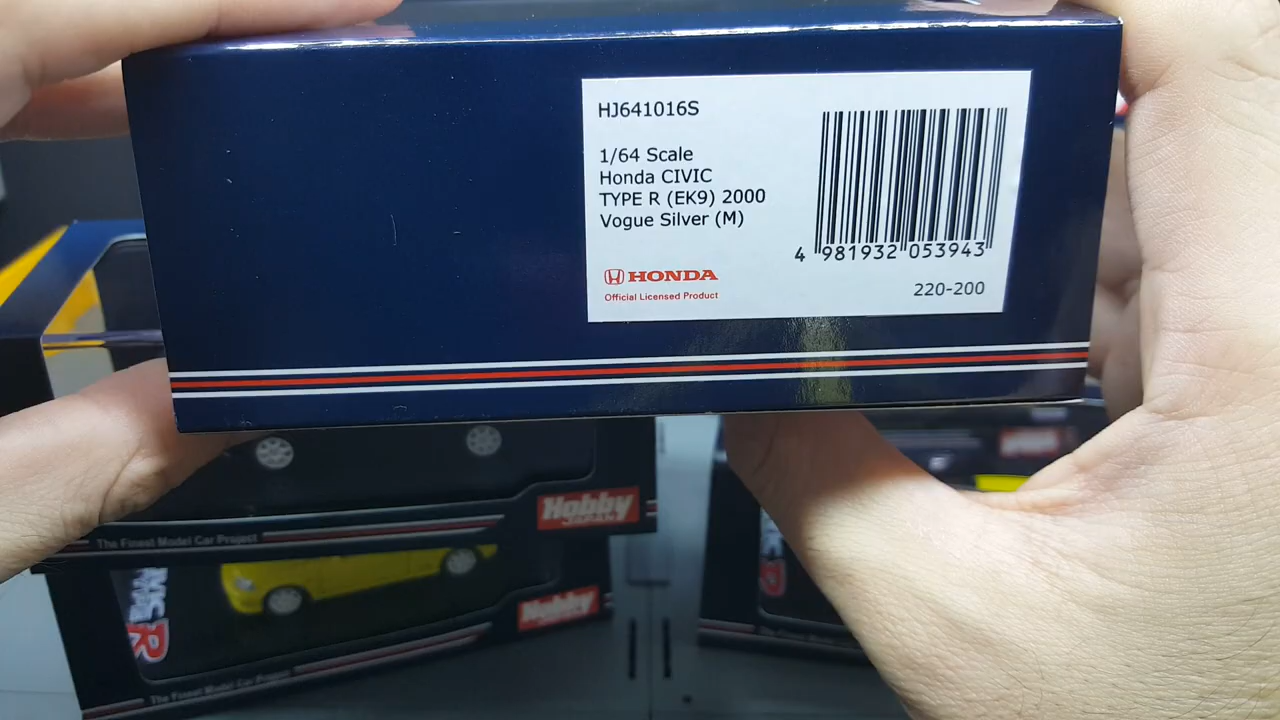 HJ641016S
1/64 Scale
Honda CIVIC
TYPE R (EK9) 2000
Vogue Silver (M)
HONDA
Official Licensed Product
4 981932 053943
220-200
Hobby
JAPAN
The Finest Model Car Project
Hobby
The Finest Model Car Project